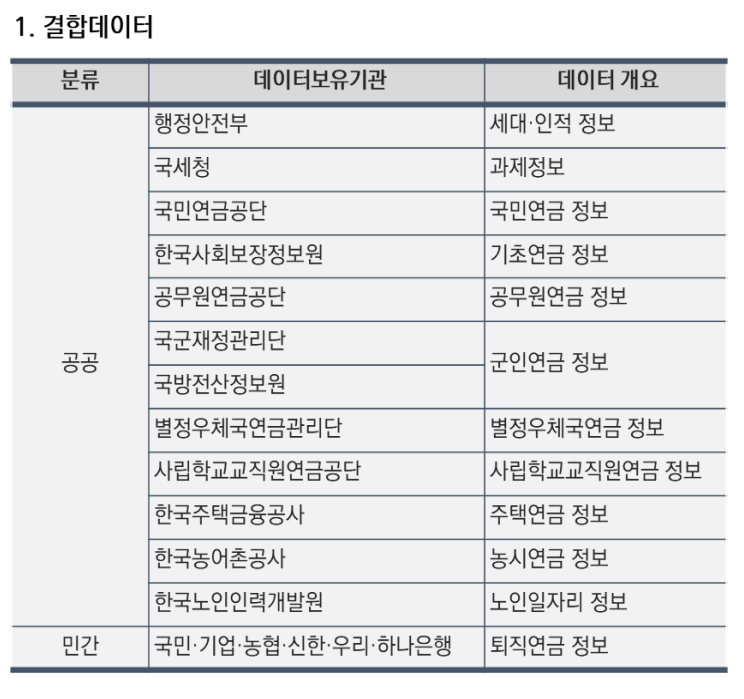 1. 결합데이터
분류 데이터보유기관 데이터 개요
공공
행정안전부 세대·인적 정보
국세청 과제정보
국민연금공단 국민연금 정보
한국사회보장정보원 기초연금 정보
공무원연금공단 공무원연금 정보
국군재정관리단 군인연금 정보
국방전산정보원
별정우체국연금관리단 별정우체국연금 정보
사립학교교직원연금공단 사립학교교직원연금 정보
한국주택금융공사 주택연금 정보
한국농어촌공사 농시연금 정보
한국노인인력개발원 노인일자리 정보
민간 국민·기업·농협·신한·우리·하나은행 퇴직연금 정보